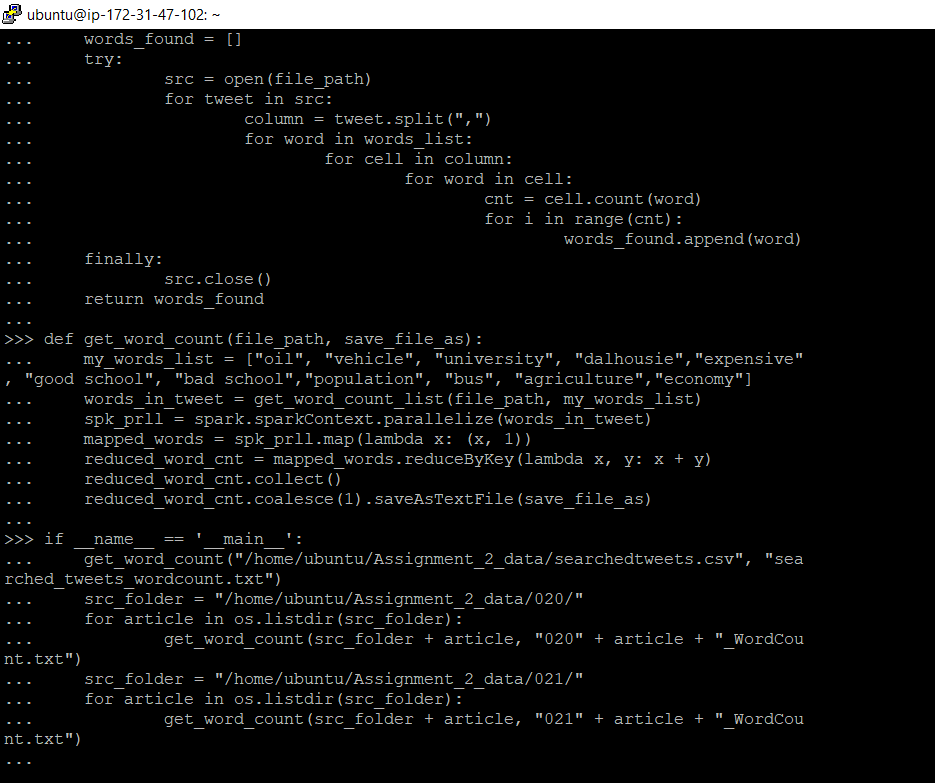 ubuntu@ip-172-31-47-102: ~
...     words_found = []
...     try:
...             src = open(file_path)
...             for tweet in src:
...                     column = tweet.split(",")
...                     for word in words_list:
...                             for cell in column:
...                                     for word in cell:
...                                             cnt = cell.count(word)
...                                             for i in range(cnt):
...                                                     words_found.append(word)
...     finally:
...             src.close()
...     return words_found
...
>>> def get_word_count(file_path, save_file_as):
...     my_words_list = ["oil", "vehicle", "university", "dalhousie","expensive"
, "good school", "bad school","population", "bus", "agriculture","economy"]
...     words_in_tweet = get_word_count_list(file_path, my_words_list)
...     spk_prll = spark.sparkContext.parallelize(words_in_tweet)
...     mapped_words = spk_prll.map(lambda x: (x, 1))
...     reduced_word_cnt = mapped_words.reduceByKey(lambda x, y: x + y)
...     reduced_word_cnt.collect()
...     reduced_word_cnt.coalesce(1).saveAsTextFile(save_file_as)
...
>>> if __name__ == '__main__':
...     get_word_count("/home/ubuntu/Assignment_2_data/searchedtweets.csv", "sea
rched_tweets_wordcount.txt")
...     src_folder = "/home/ubuntu/Assignment_2_data/020/"
...     for article in os.listdir(src_folder):
...             get_word_count(src_folder + article, "020" + article + "_WordCou
nt.txt")
...     src_folder = "/home/ubuntu/Assignment_2_data/021/"
...     for article in os.listdir(src_folder):
...             get_word_count(src_folder + article, "021" + article + "_WordCou
nt.txt")
...